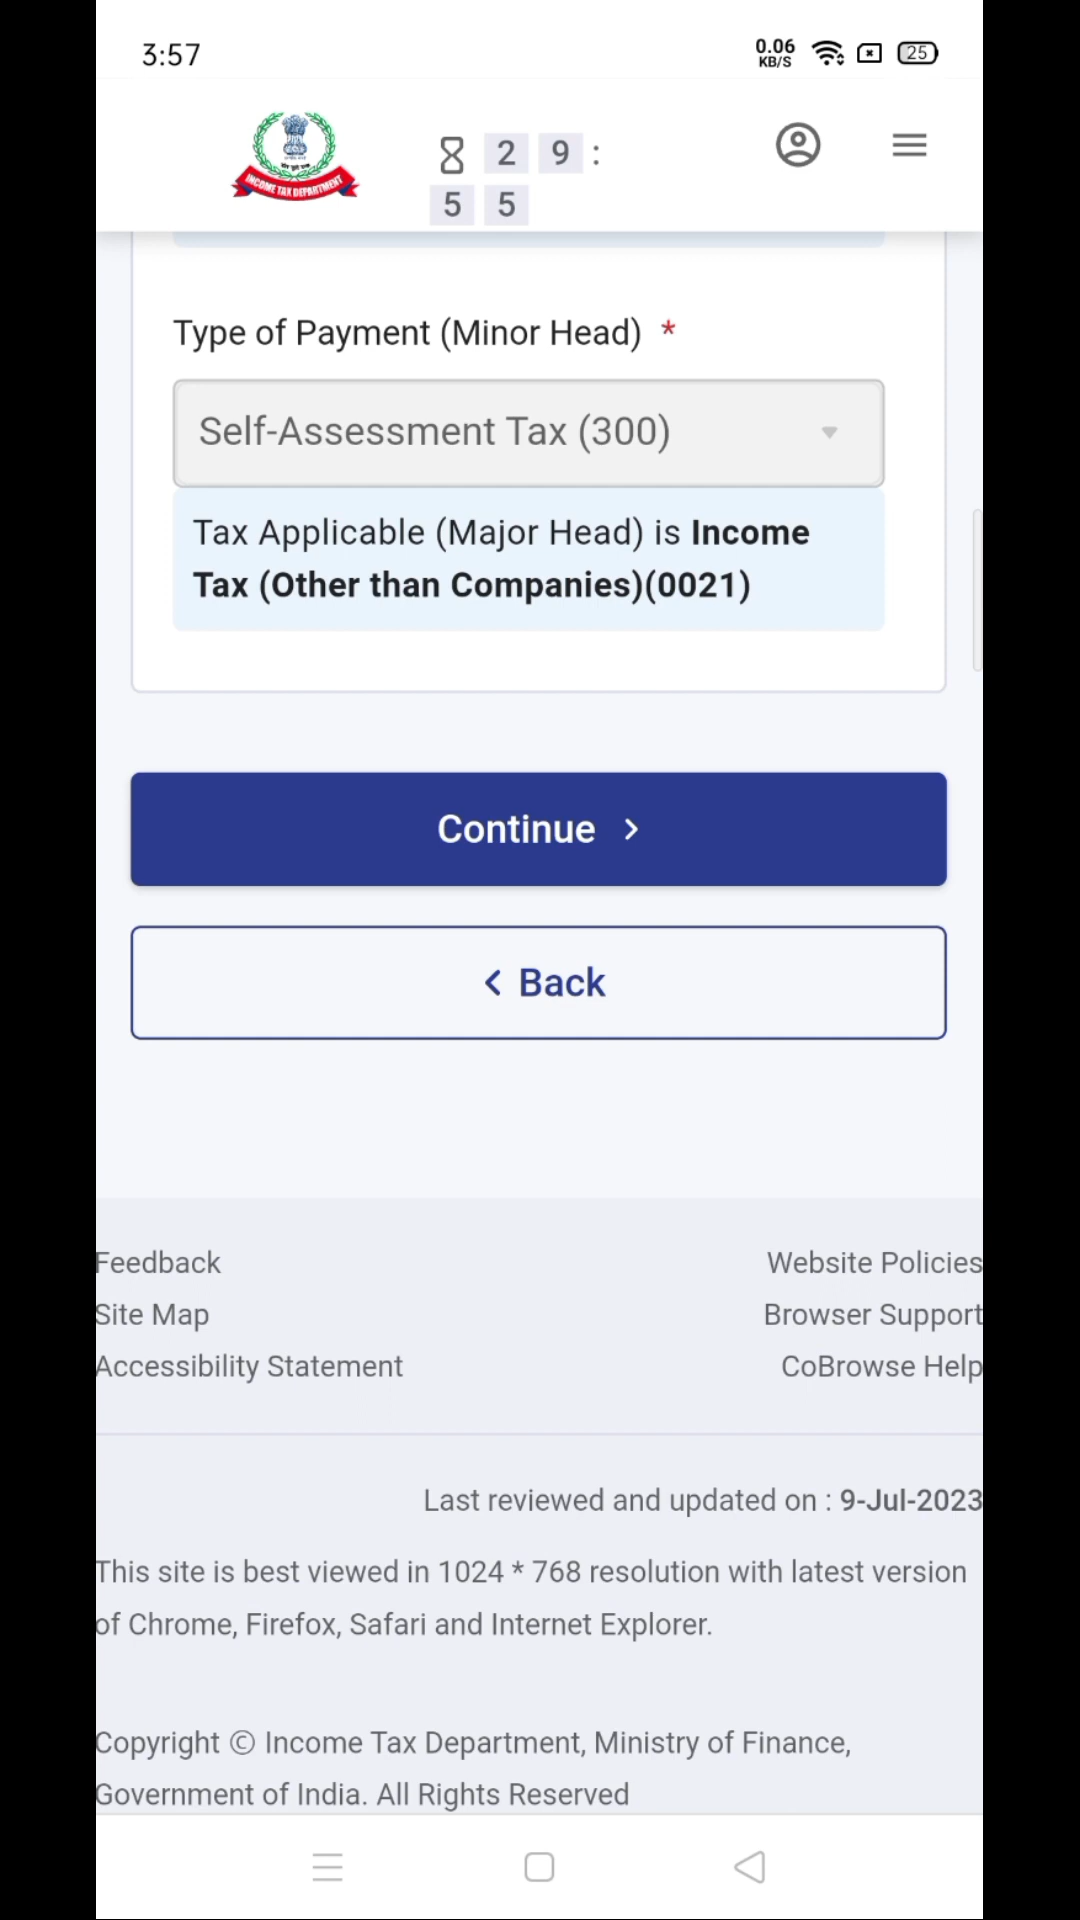 3:57
0.06
KB/S
25
INCOME TAX DEPARTMENT
2 9 :
5 5
Type of Payment (Minor Head) *
Self-Assessment Tax (300)
Tax Applicable (Major Head) is Income
Tax (Other than Companies)(0021)
Continue >
< Back
Feedback
Website Policies
Site Map
Browser Support
Accessibility Statement
CoBrowse Help
Last reviewed and updated on : 9-Jul-2023
This site is best viewed in 1024 * 768 resolution with latest version
of Chrome, Firefox, Safari and Internet Explorer.
Copyright © Income Tax Department, Ministry of Finance,
Government of India. All Rights Reserved